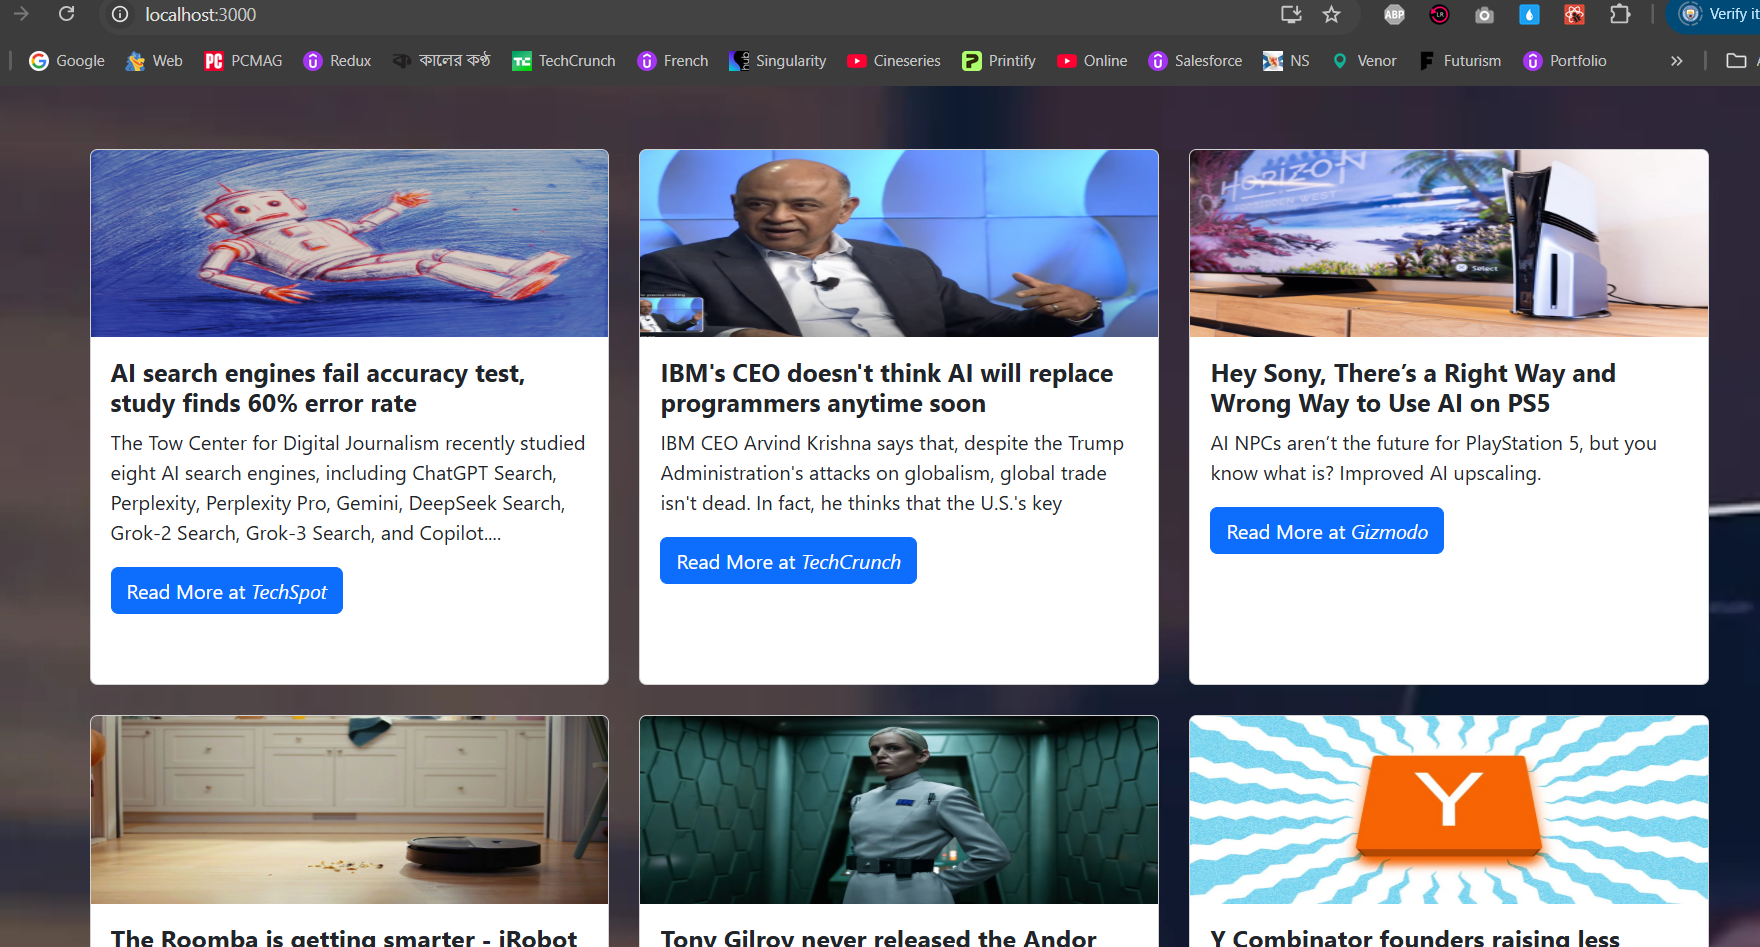 localhost:3000
ABP
LR
Verify it
Google Web PC PCMAG Redux কালের কণ্ঠ TechCrunch French hub Singularity Cineseries Printify Online Salesforce NS Venor Futurism Portfolio »
HORIZON
FORBIDDEN WEST
Select
AI search engines fail accuracy test,
study finds 60% error rate
The Tow Center for Digital Journalism recently studied
eight AI search engines, including ChatGPT Search,
Perplexity, Perplexity Pro, Gemini, DeepSeek Search,
Grok-2 Search, Grok-3 Search, and Copilot....
Read More at TechSpot
IBM's CEO doesn't think AI will replace
programmers anytime soon
IBM CEO Arvind Krishna says that, despite the Trump
Administration's attacks on globalism, global trade
isn't dead. In fact, he thinks that the U.S.'s key
Read More at TechCrunch
Hey Sony, There’s a Right Way and
Wrong Way to Use AI on PS5
AI NPCs aren’t the future for PlayStation 5, but you
know what is? Improved AI upscaling.
Read More at Gizmodo
Y
The Roomba is getting smarter - iRobot
Tony Gilroy never released the Andor
Y Combinator founders raising less